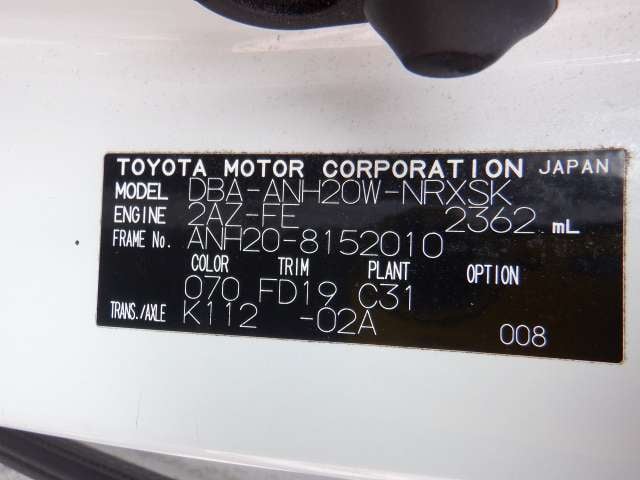 TOYOTA MOTOR CORPORATION JAPAN
MODEL DBA-ANH20W-NRXSK
ENGINE 2AZ-FE 2362 mL
FRAME No. ANH20-8152010
COLOR TRIM PLANT OPTION
070 FD19 C31
TRANS./AXLE K112 -02A 008